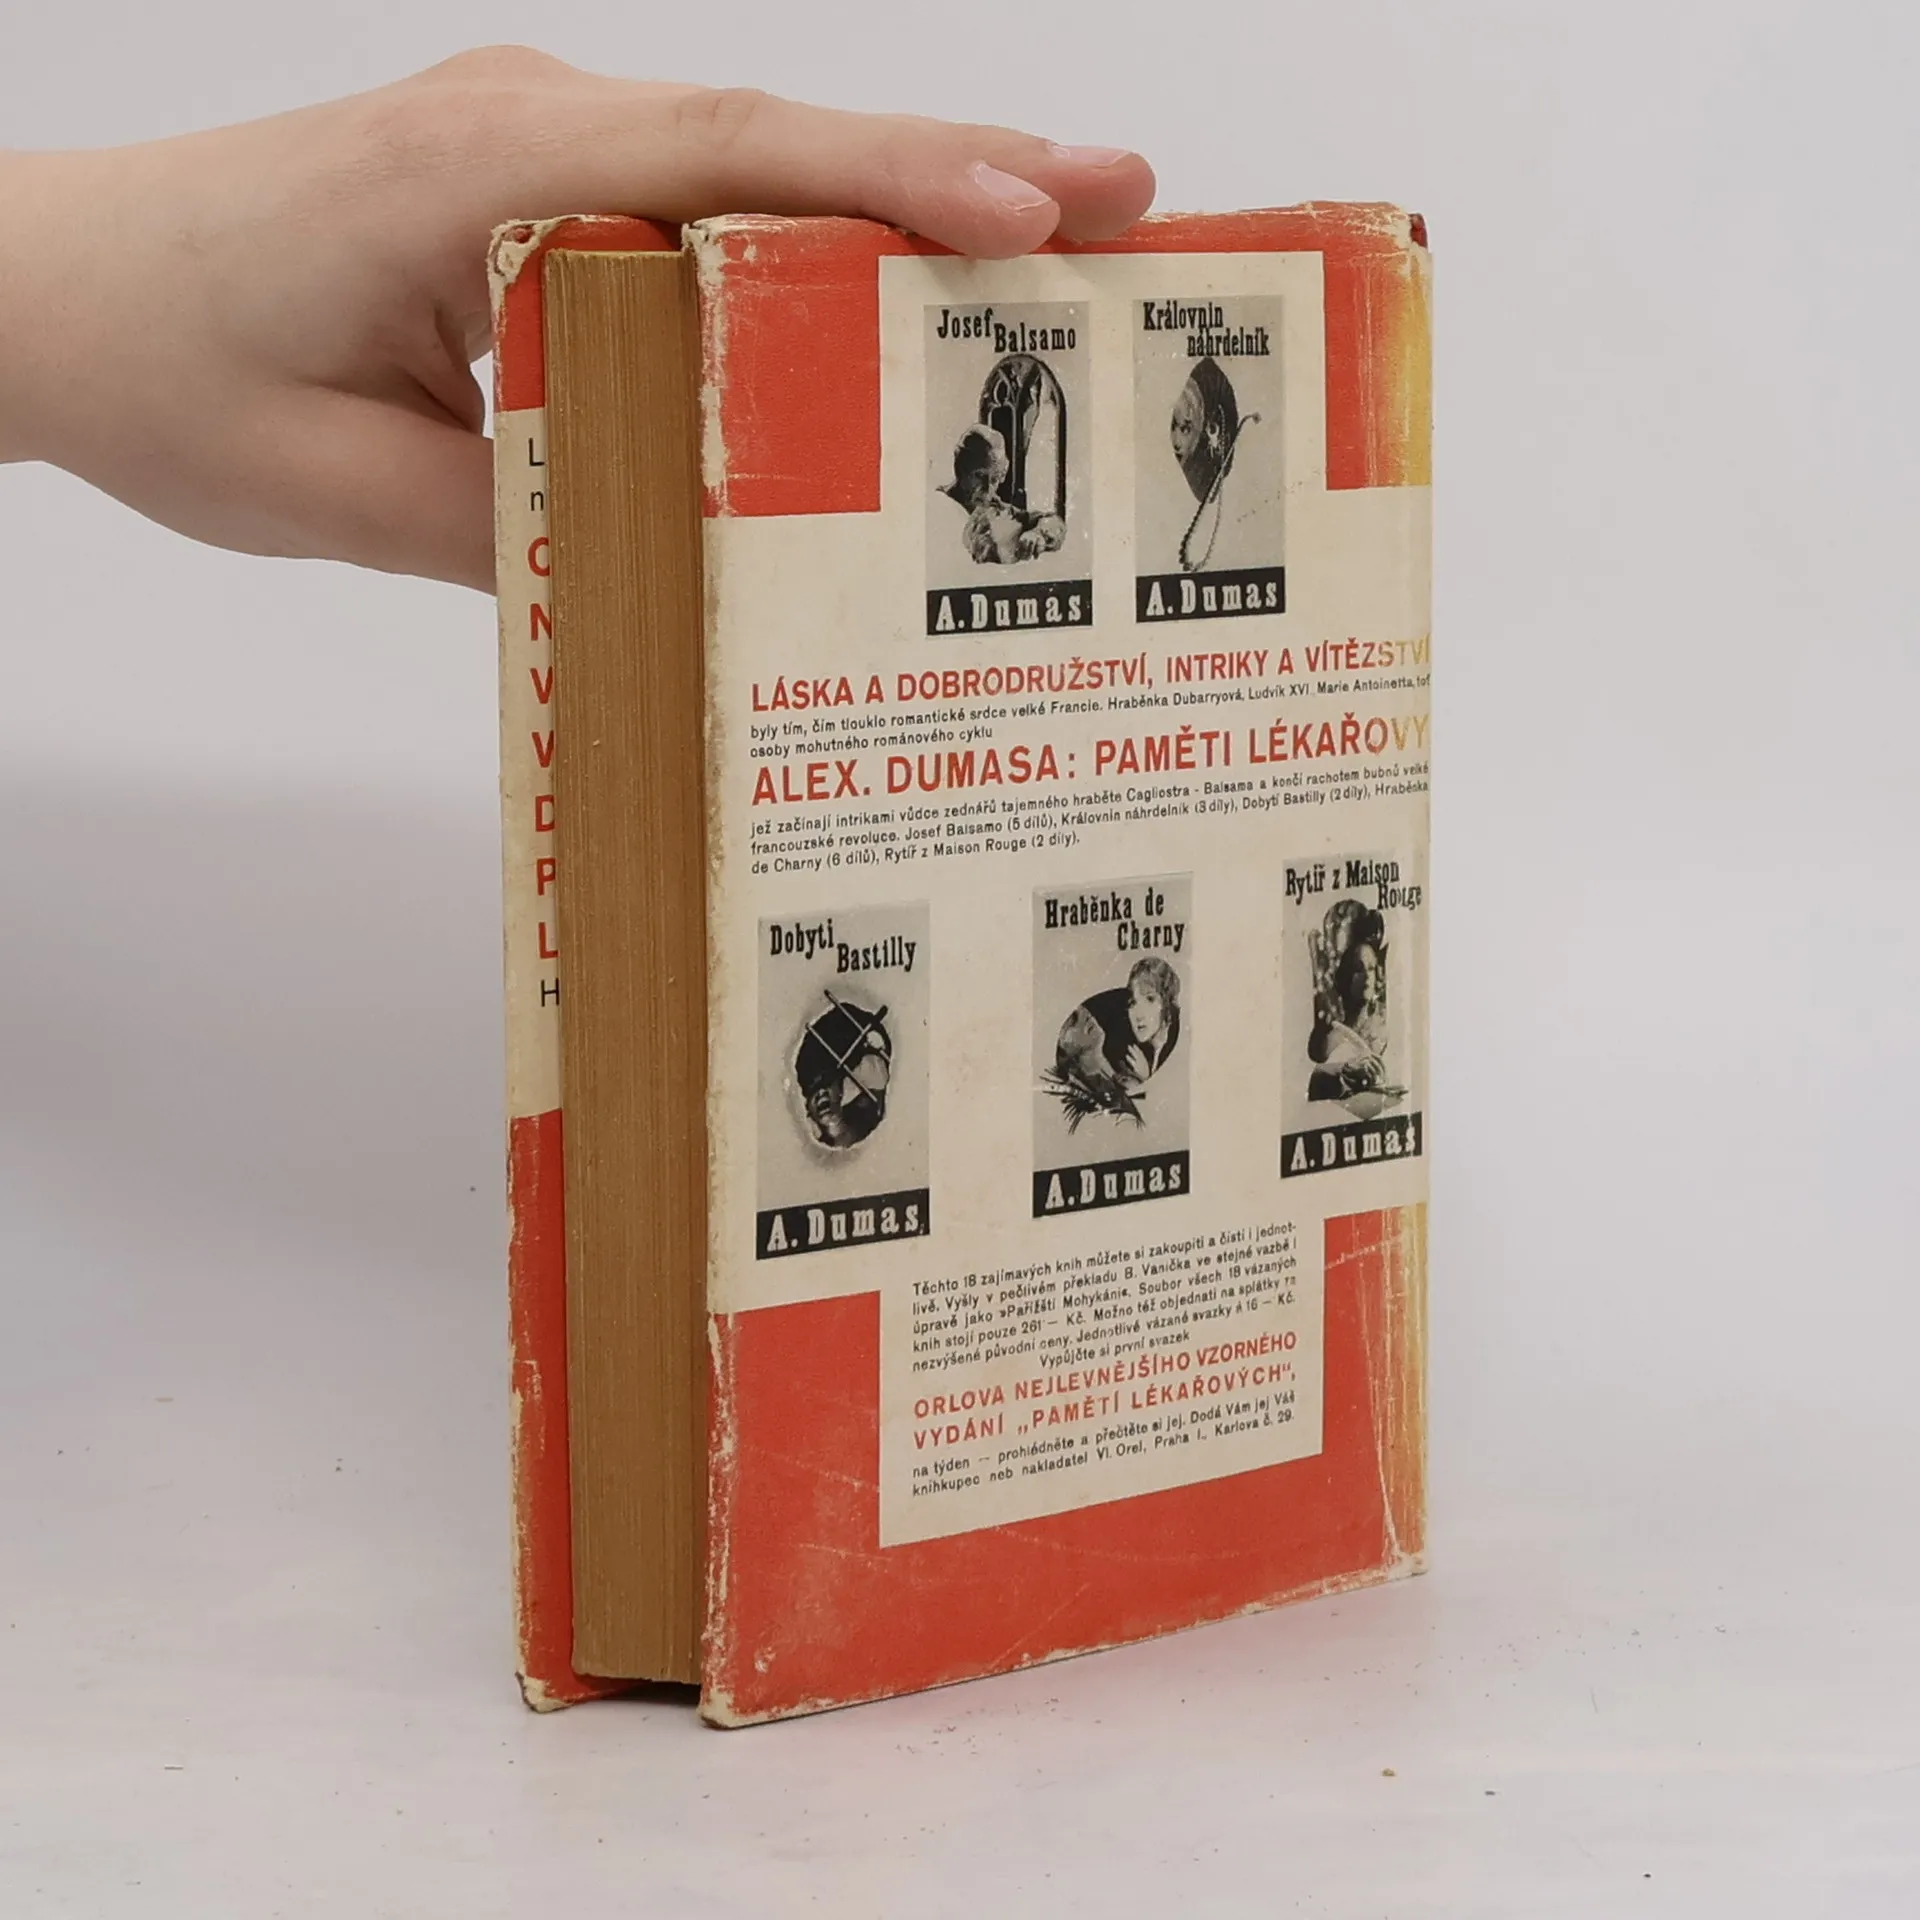 L
n
O
N
V
V
D
P
L
H
Josef
Balsamo
A. Dumas
Královnin
náhrdelník
A. Dumas
LÁSKA A DOBRODRUŽSTVÍ, INTRIKY A VÍTĚZSTVÍ
byly tím, čím tlouklo romantické srdce velké Francie. Hraběnka Dubarryová, Ludvík XVI., Marie Antoinetta, toť
osoby mohutného románového cyklu
ALEX. DUMASA: PAMĚTI LÉKAŘOVY
jež začínají intrikami vůdce zednářů tajemného hraběte Cagliostra - Balsama a končí rachotem bubnů velké
francouzské revoluce. Josef Balsamo (5 dílů), Královnin náhrdelník (3 díly), Dobytí Bastilly (2 díly), Hraběnka
de Charny (6 dílů), Rytíř z Maison Rouge (2 díly).
Dobyti
Bastilly
A. Dumas
Hraběnka de
Charny
A. Dumas
Rytíř z Maison
Rouge
A. Dumas
Těchto 18 zajímavých knih můžete si zakoupiti a čísti i jednot-
livě. Vyšly v pečlivém překladu B. Vanička ve stejné vazbě i
úpravě jako »Pařížští Mohykáni«. Soubor všech 18 vázaných
knih stojí pouze 261·— Kč. Možno též objednati na splátky za
nezvýšené původní ceny. Jednotlivé vázané svazky á 16 — Kč.
Vypůjčte si první svazek
ORLOVA NEJLEVNĚJŠÍHO VZORNÉHO
VYDÁNÍ „PAMĚTÍ LÉKAŘOVÝCH",
na týden — prohlédněte a přečtěte si jej. Dodá Vám jej Váš
knihkupec neb nakladatel Vl. Orel, Praha I., Karlova č. 29.